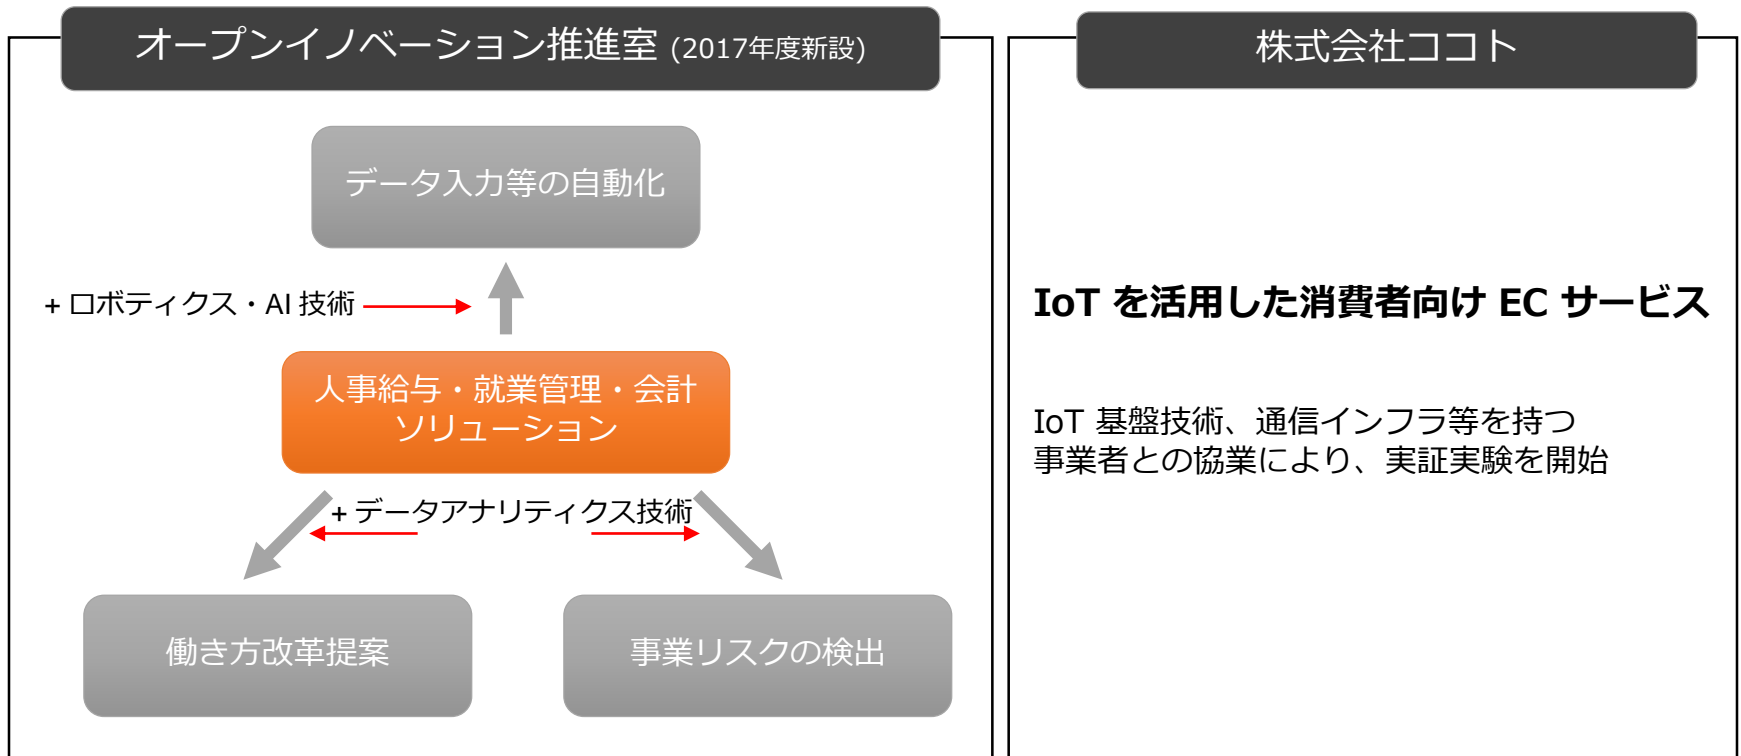 オープンイノベーション推進室 (2017年度新設)
データ入力等の自動化
+ ロボティクス・AI 技術
人事給与・就業管理・会計
ソリューション
+ データアナリティクス技術
働き方改革提案
事業リスクの検出
株式会社ココト
IoT を活用した消費者向け EC サービス
IoT 基盤技術、通信インフラ等を持つ
事業者との協業により、実証実験を開始